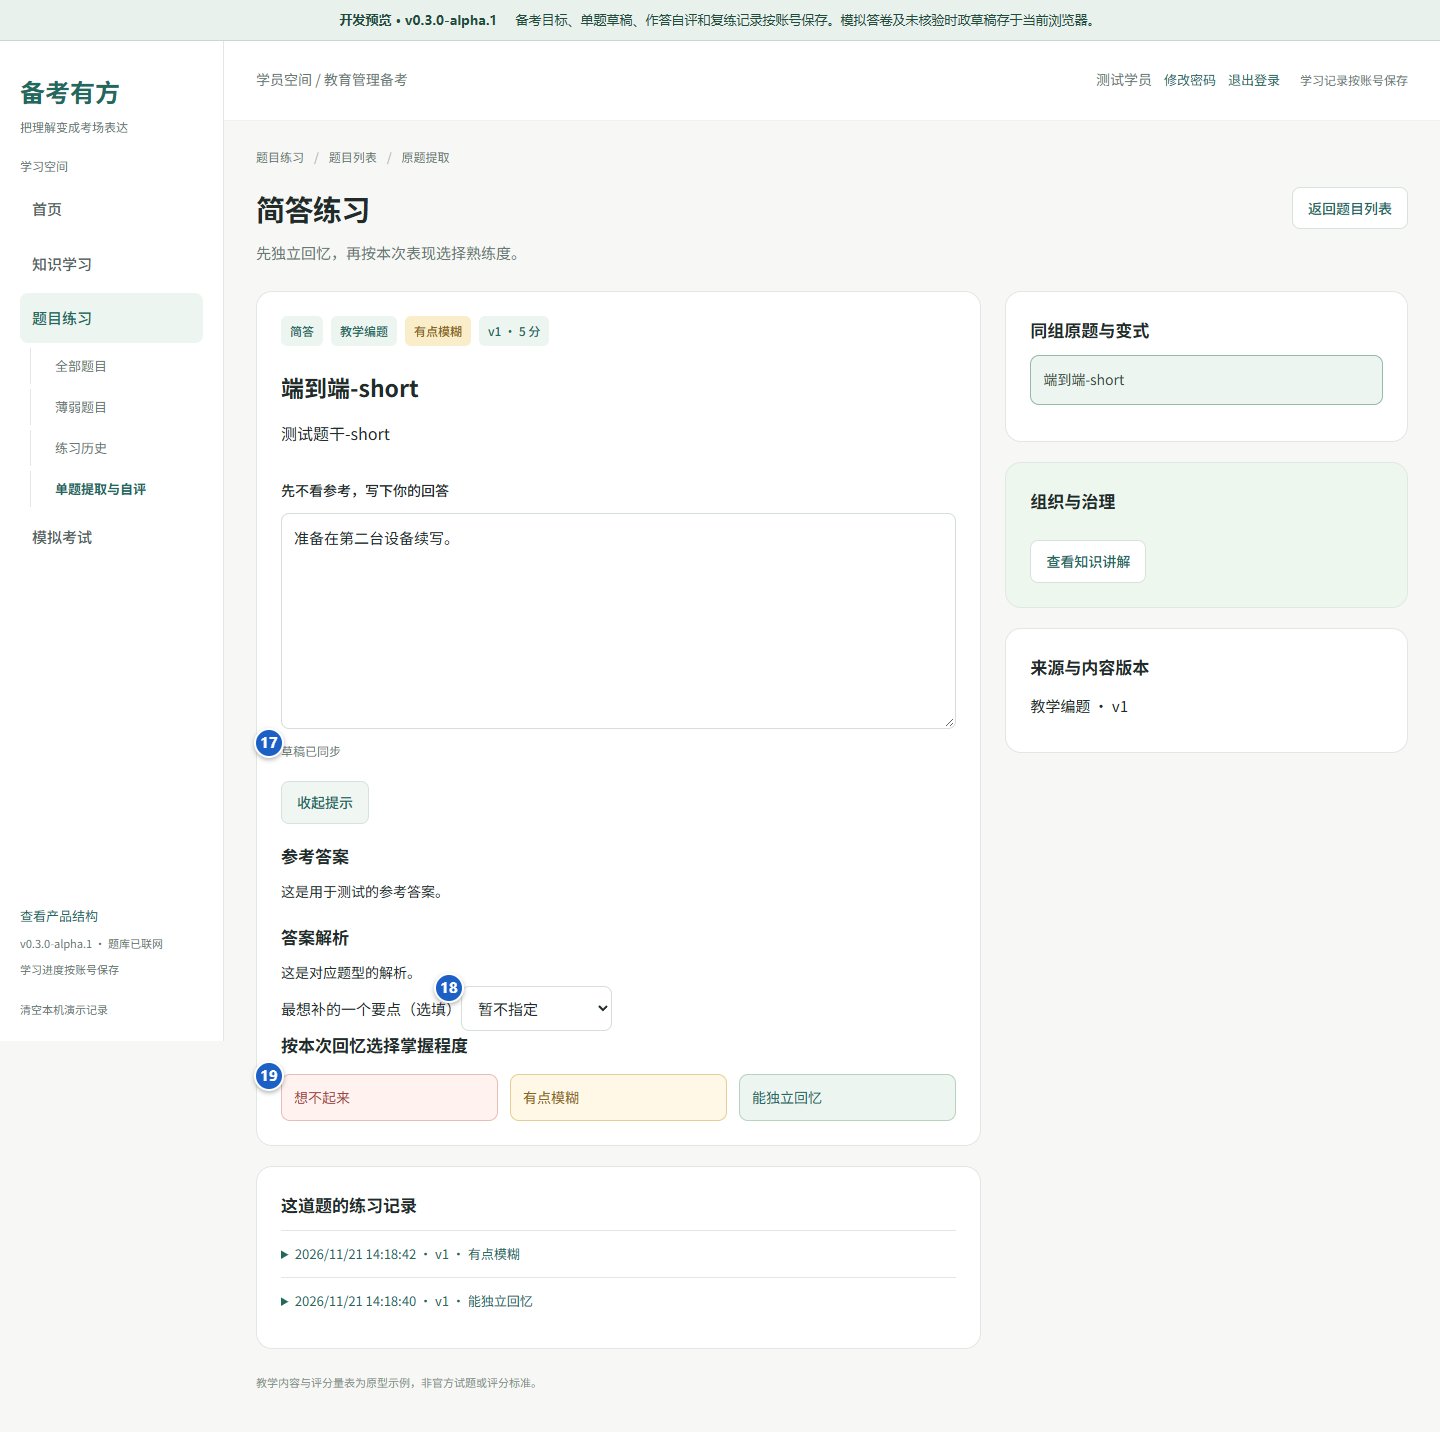 开发预览 • v0.3.0-alpha.1 备考目标、单题草稿、作答自评和复练记录按账号保存。模拟答卷及未核验时政草稿存于当前浏览器。
备考有方
把理解变成考场表达
学习空间
首页
知识学习
题目练习
全部题目
薄弱题目
练习历史
单题提取与自评
模拟考试
查看产品结构
v0.3.0-alpha.1 · 题库已联网
学习进度按账号保存
清空本机演示记录
学员空间 / 教育管理备考
测试学员 修改密码 退出登录 学习记录按账号保存
题目练习 / 题目列表 / 原题提取
简答练习
返回题目列表
先独立回忆，再按本次表现选择熟练度。
简答 教学编题 有点模糊 v1 · 5 分
端到端-short
测试题干-short
先不看参考，写下你的回答
准备在第二台设备续写。
17
草稿已同步
收起提示
参考答案
这是用于测试的参考答案。
答案解析
这是对应题型的解析。
18
最想补的一个要点（选填） 暂不指定
按本次回忆选择掌握程度
19
想不起来 有点模糊 能独立回忆
这道题的练习记录
2026/11/21 14:18:42 · v1 · 有点模糊
2026/11/21 14:18:40 · v1 · 能独立回忆
教学内容与评分量表为原型示例，非官方试题或评分标准。
同组原题与变式
端到端-short
组织与治理
查看知识讲解
来源与内容版本
教学编题 · v1